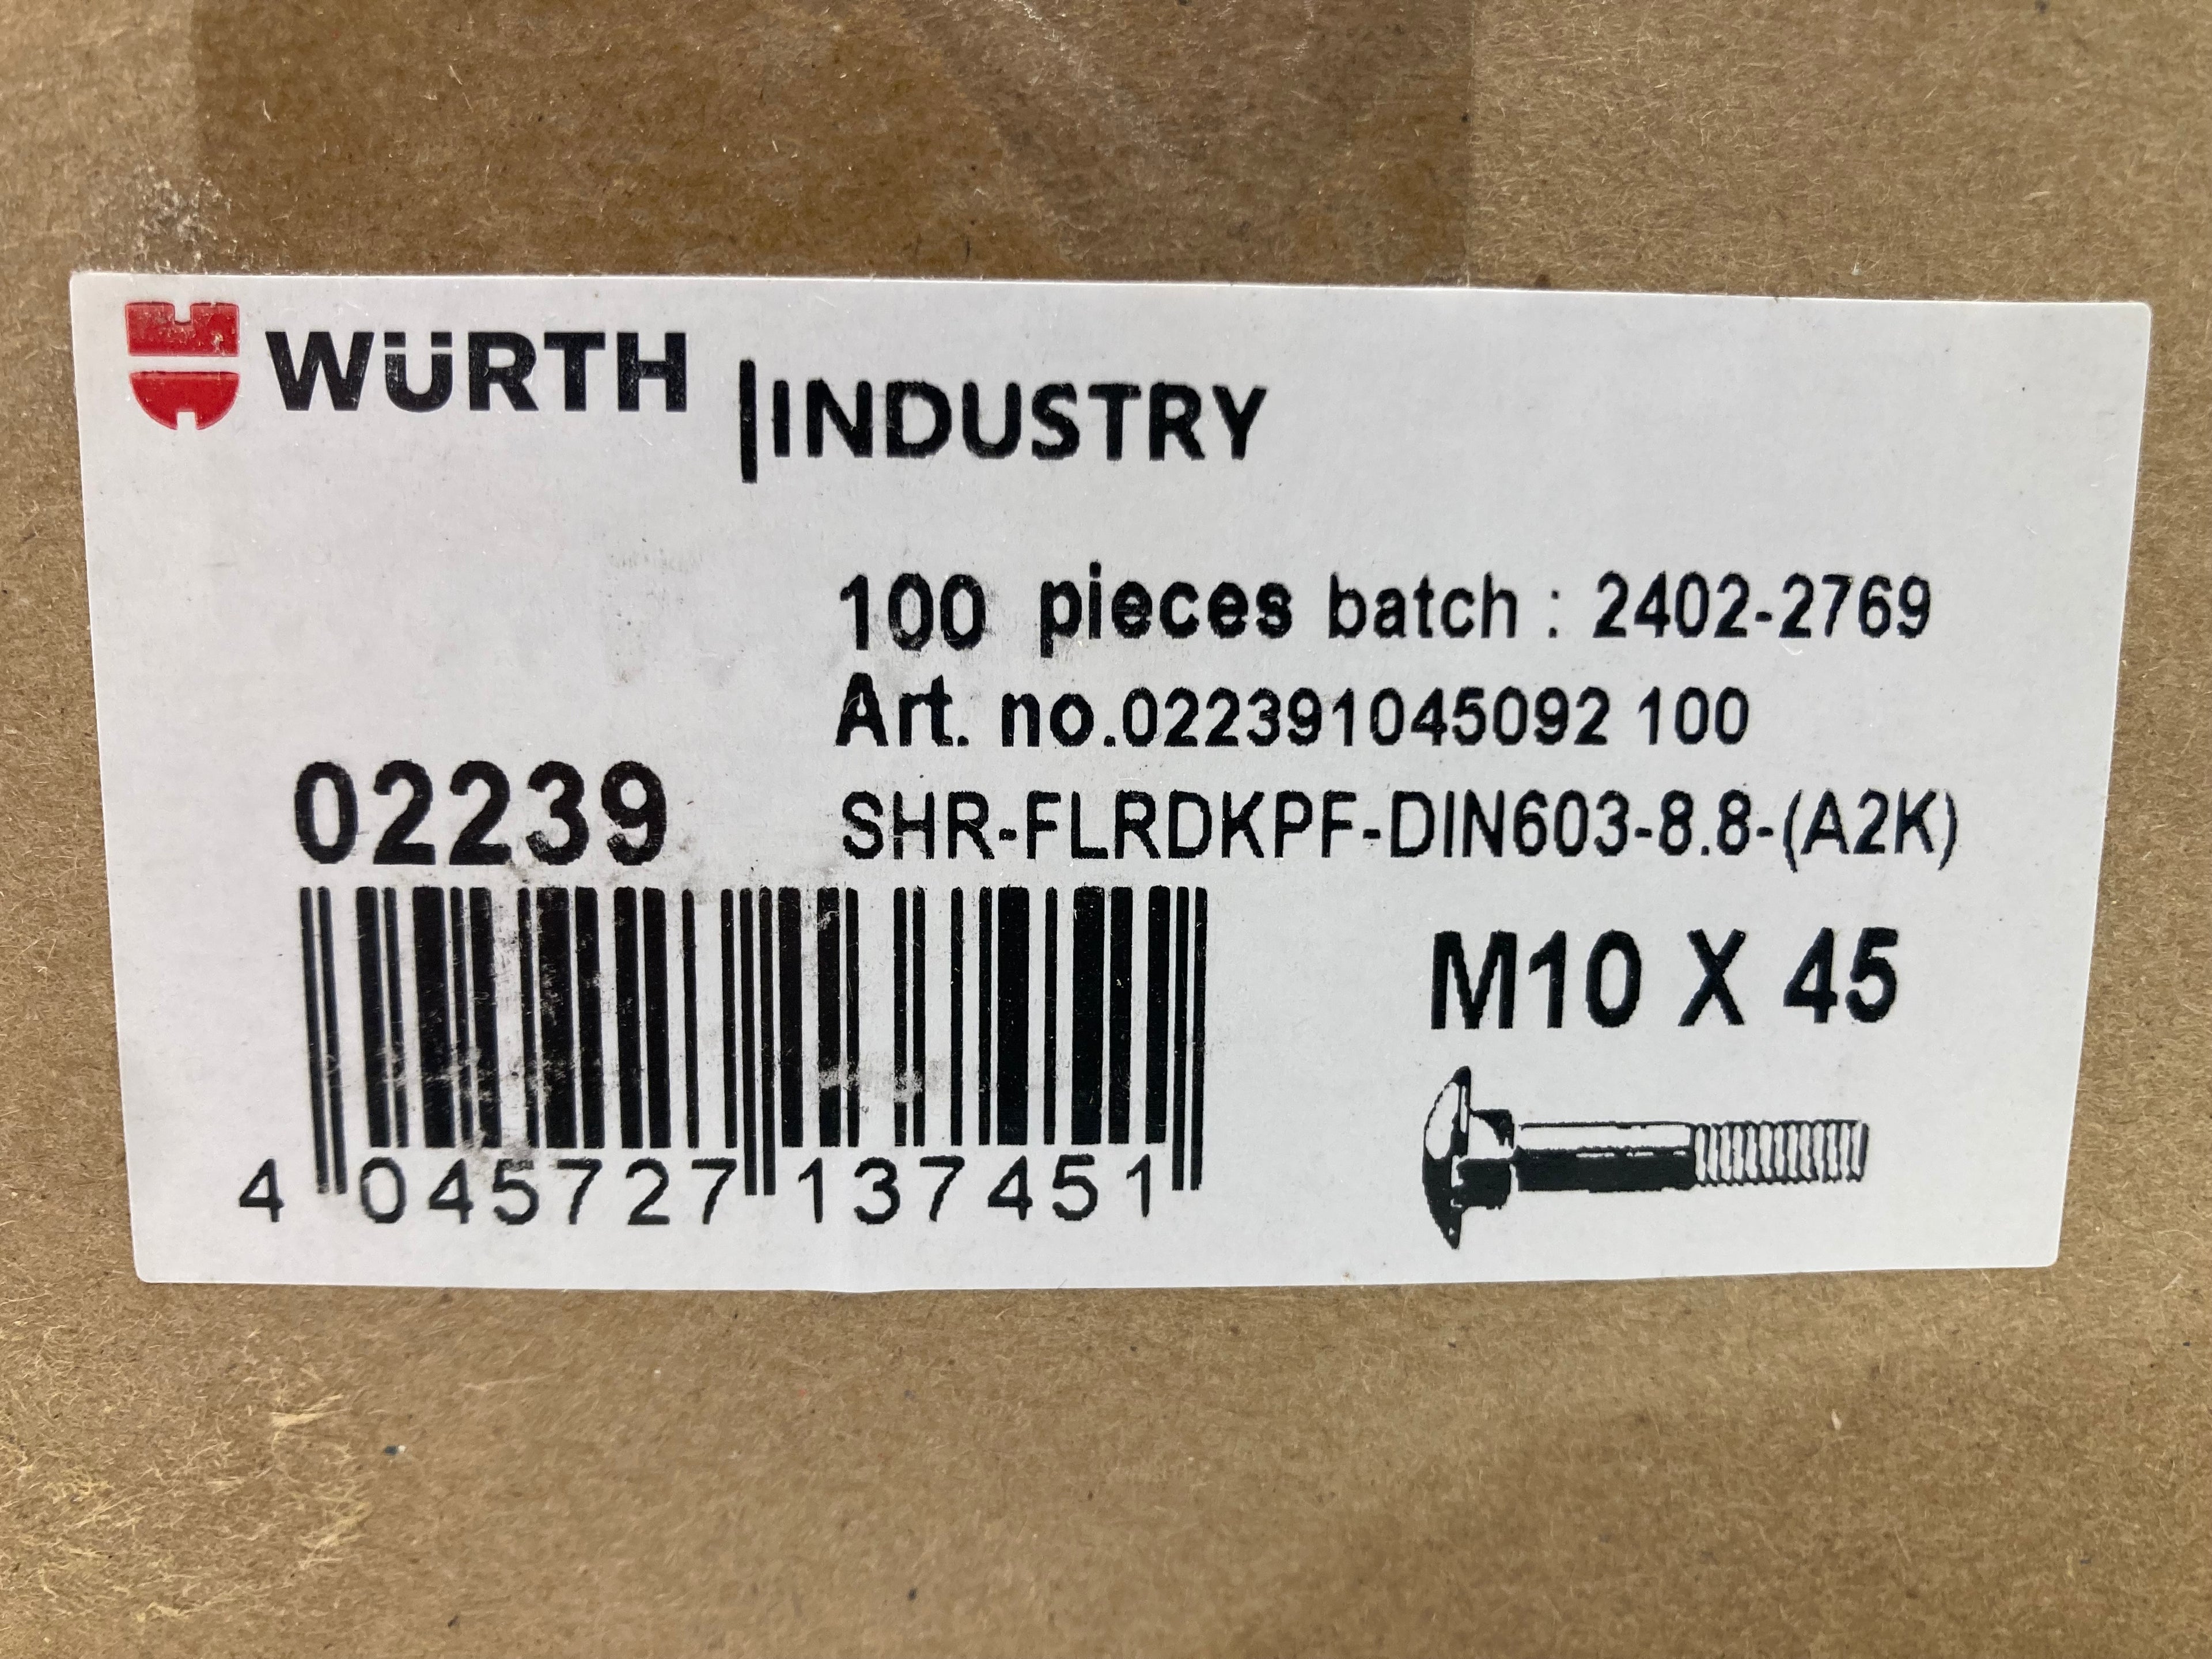 WÜRTH
|INDUSTRY
100 pieces batch : 2402-2769
Art. no.022391045092 100
02239
SHR-FLRDKPF-DIN603-8.8-(A2K)
M10 X 45
4 045727 137451